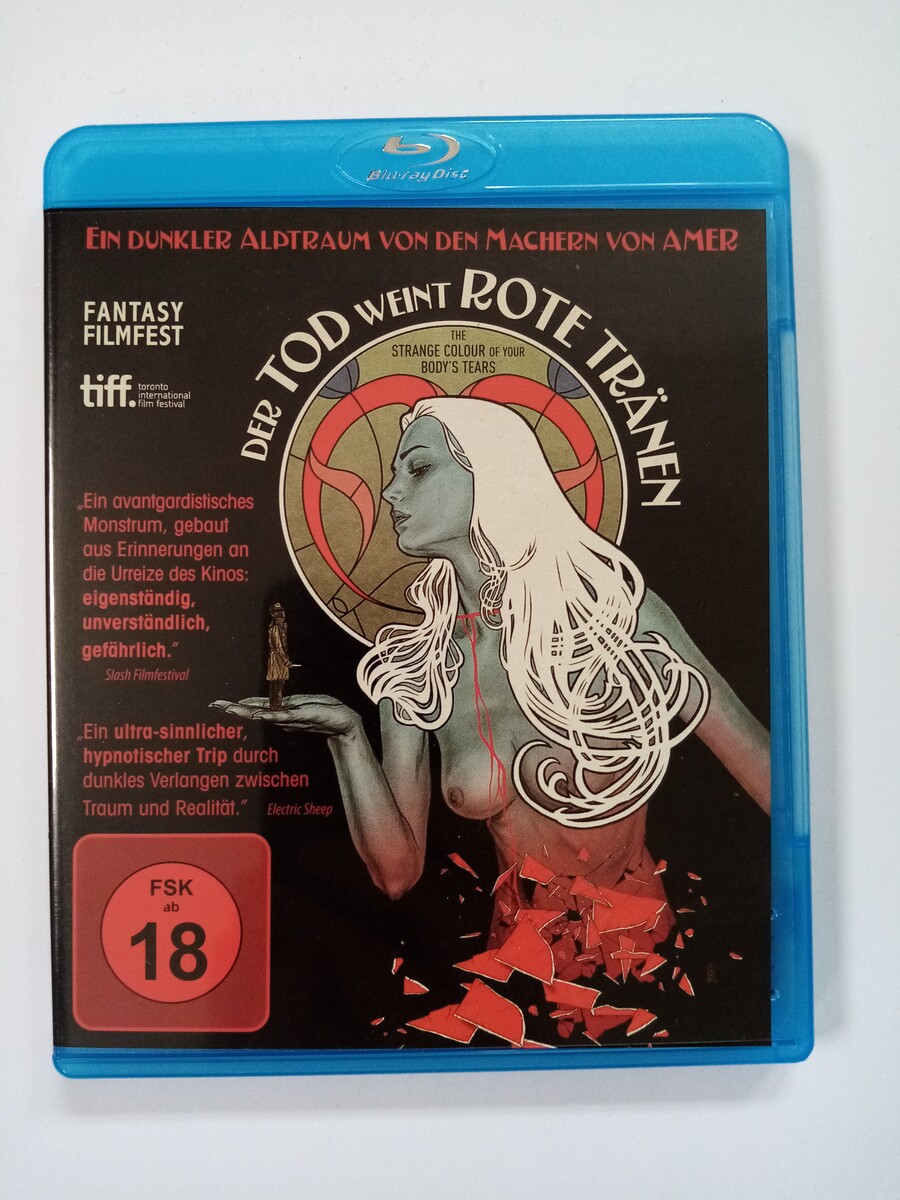 Blu-ray Disc
EIN DUNKLER ALPTRAUM VON DEN MACHERN VON AMER
FANTASY
FILMFEST
tiff.
toronto
international
film festival
DER TOD WEINT ROTE TRÄNEN
THE
STRANGE COLOUR OF YOUR
BODY'S TEARS
„Ein avantgardistisches
Monstrum, gebaut
aus Erinnerungen an
die Urreize des Kinos:
eigenständig,
unverständlich,
gefährlich.“
Slash Filmfestival
„Ein ultra-sinnlicher,
hypnotischer Trip durch
dunkles Verlangen zwischen
Traum und Realität.“ Electric Sheep
FSK
ab
18